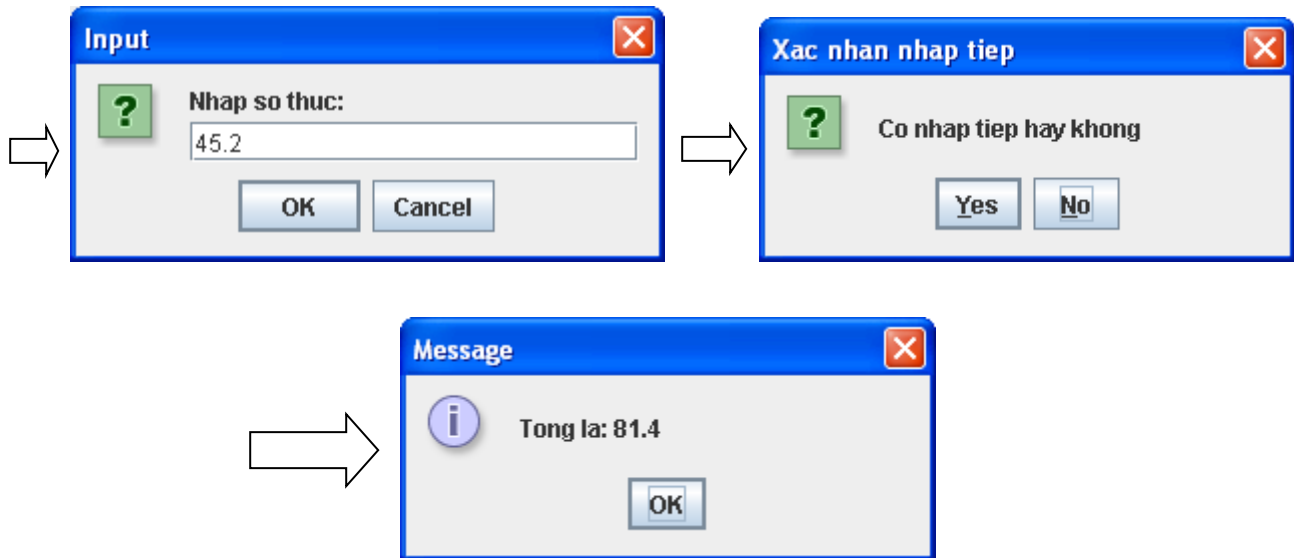 Input
Nhap so thuc:
45.2
OK Cancel
Xac nhan nhap tiep
Co nhap tiep hay khong
Yes No
Message
Tong la: 81.4
OK